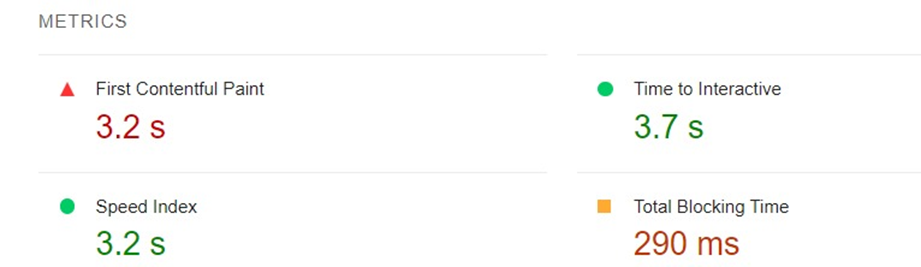 METRICS
First Contentful Paint
3.2 s
Time to Interactive
3.7 s
Speed Index
3.2 s
Total Blocking Time
290 ms